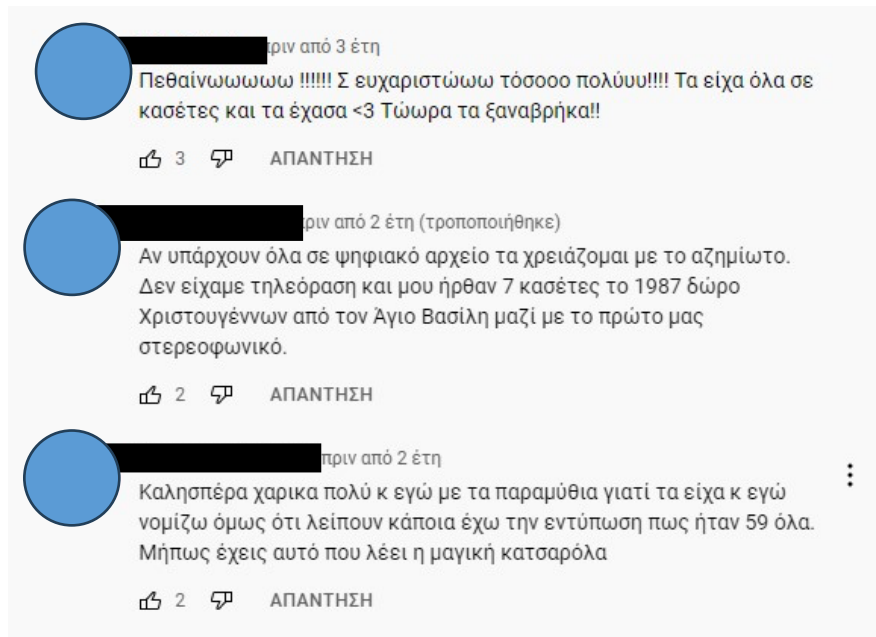 πριν από 3 έτη
Πεθαίνωωωωω !!!!!! Σ ευχαριστώωω τόσοοο πολύυυ!!!! Τα είχα όλα σε
κασέτες και τα έχασα <3 Τώωρα τα ξαναβρήκα!!
3 ΑΠΑΝΤΗΣΗ
πριν από 2 έτη (τροποποιήθηκε)
Αν υπάρχουν όλα σε ψηφιακό αρχείο τα χρειάζομαι με το αζημίωτο.
Δεν είχαμε τηλεόραση και μου ήρθαν 7 κασέτες το 1987 δώρο
Χριστουγέννων από τον Άγιο Βασίλη μαζί με το πρώτο μας
στερεοφωνικό.
2 ΑΠΑΝΤΗΣΗ
πριν από 2 έτη
Καλησπέρα χαρικα πολύ κ εγώ με τα παραμύθια γιατί τα είχα κ εγώ
νομίζω όμως ότι λείπουν κάποια έχω την εντύπωση πως ήταν 59 όλα.
Μήπως έχεις αυτό που λέει η μαγική κατσαρόλα
2 ΑΠΑΝΤΗΣΗ